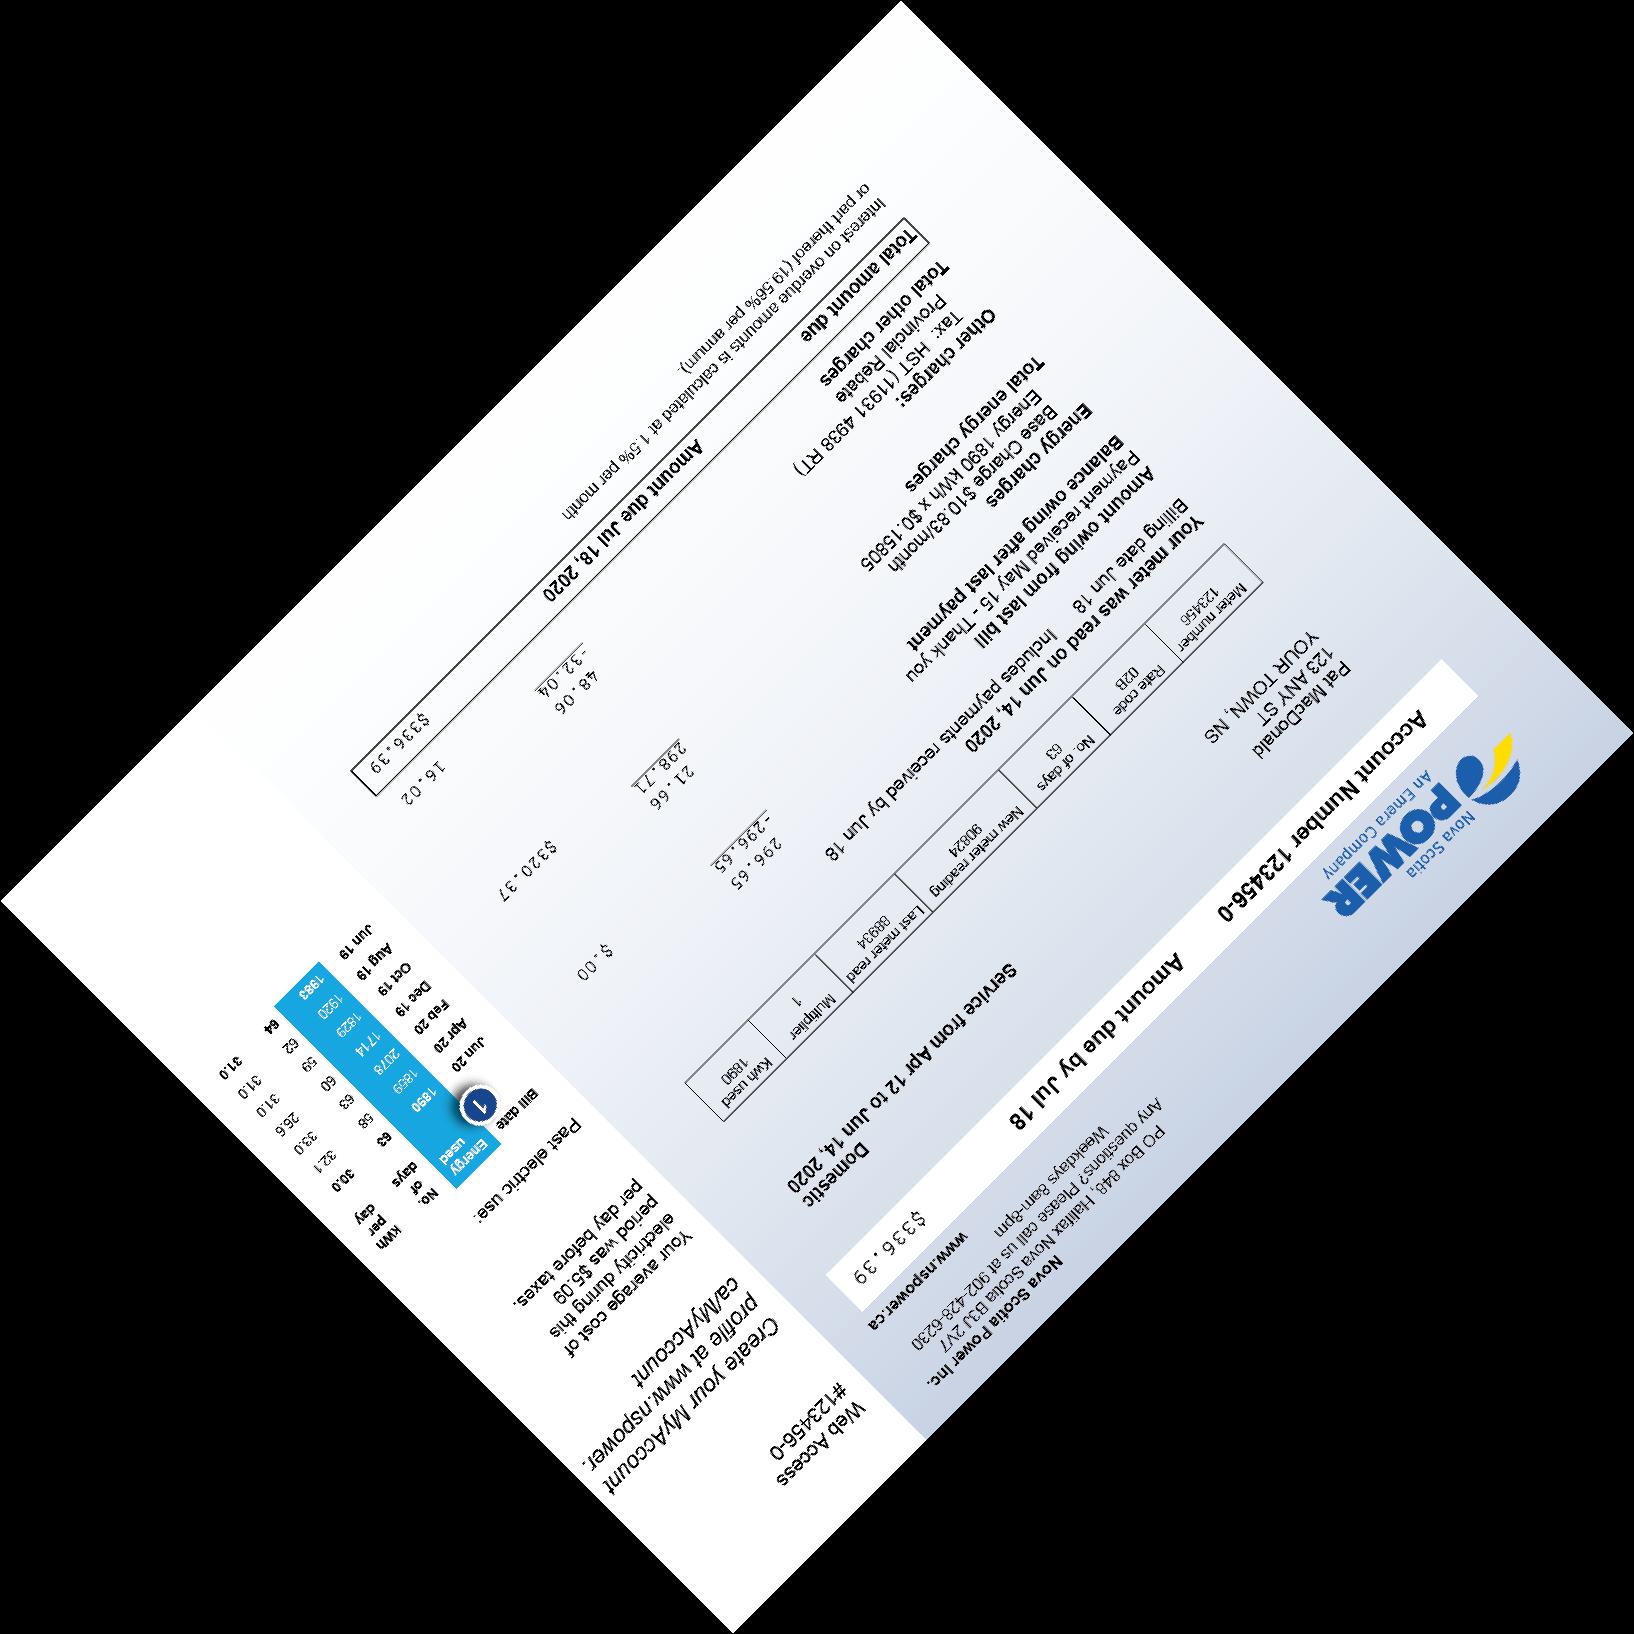 Nova Scotia
POWER
An Emera Company
Nova Scotia Power Inc.
PO Box 848, Halifax Nova Scotia B3J 2V7
Any questions? Please call us at 902-428-6230
Weekdays 8am-8pm
www.nspower.ca
Account Number 123456-0 Amount due by Jul 18 $336.39
Pat MacDonald
123 ANY ST
YOUR TOWN, NS
Domestic
Service from Apr 12 to Jun 14, 2020
Meter number Rate code No. of days New meter reading Last meter read Multiplier Kwh used
123456 02B 63 90824 88934 1 1890
Your meter was read on Jun 14, 2020
Billing date Jun 18 Includes payments received by Jun 18
Amount owing from last bill 296.65
Payment received May 15 - Thank you -296.65
Balance owing after last payment $.00
Energy charges
Base Charge $10.83/month 21.66
Energy 1890 kWh x $0.15805 298.71
Total energy charges $320.37
Other charges:
Tax: HST (11931 4938 RT) 48.06
Provincial Rebate -32.04
Total other charges 16.02
Total amount due Amount due Jul 18, 2020 $336.39
Interest on overdue amounts is calculated at 1.5% per month
or part thereof (19.56% per annum).
Web Access
#123456-0
Create your MyAccount
profile at www.nspower.
ca/MyAccount
Your average cost of
electricity during this
period was $5.09
per day before taxes.
Past electric use:
Bill date Energy used No. of days kWh per day
1
Jun 20 1890 63 30.0
Apr 20 1859 58 32.1
Feb 20 2078 63 33.0
Dec 19 1714 60 26.6
Oct 19 1829 59 31.0
Aug 19 1920 62 31.0
Jun 19 1983 64 31.0